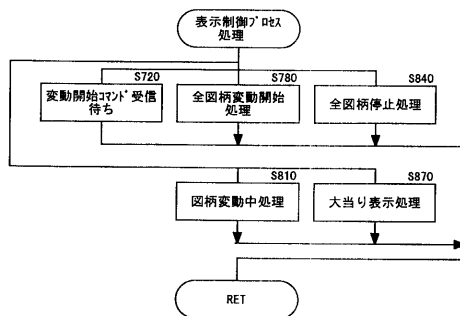 表示制御ﾌﾟﾛｾｽ
処理
S720
変動開始ｺﾏﾝﾄﾞ受信
待ち
S780
全図柄変動開始
処理
S840
全図柄停止処理
S810
図柄変動中処理
S870
大当り表示処理
RET